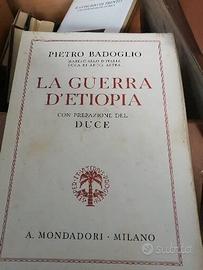 PIETRO BADOGLIO
MARESCIALLO D'ITALIA
DUCA DI ADDIS ABEBA
LA GUERRA
D'ETIOPIA
CON PREFAZIONE DEL
DUCE
A. MONDADORI · MILANO
subito